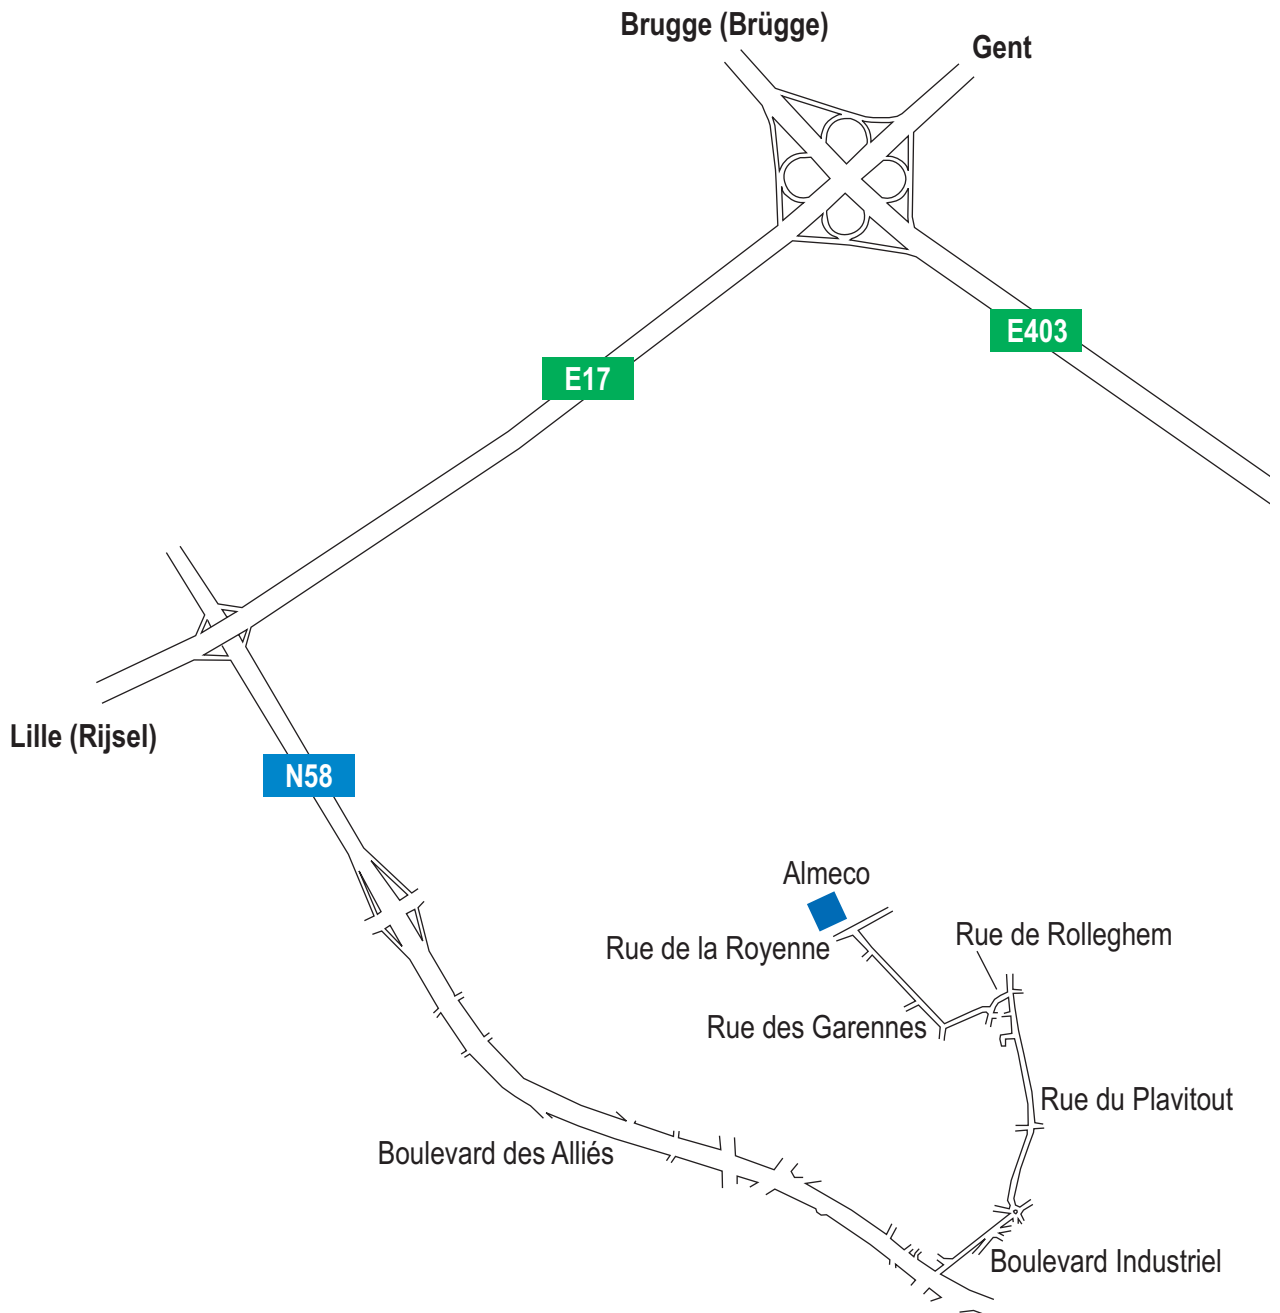 Brugge (Brügge)
Gent
E403
E17
Lille (Rijsel)
N58
Almeco
Rue de la Royenne
Rue de Rolleghem
Rue des Garennes
Rue du Plavitout
Boulevard des Alliés
Boulevard Industriel